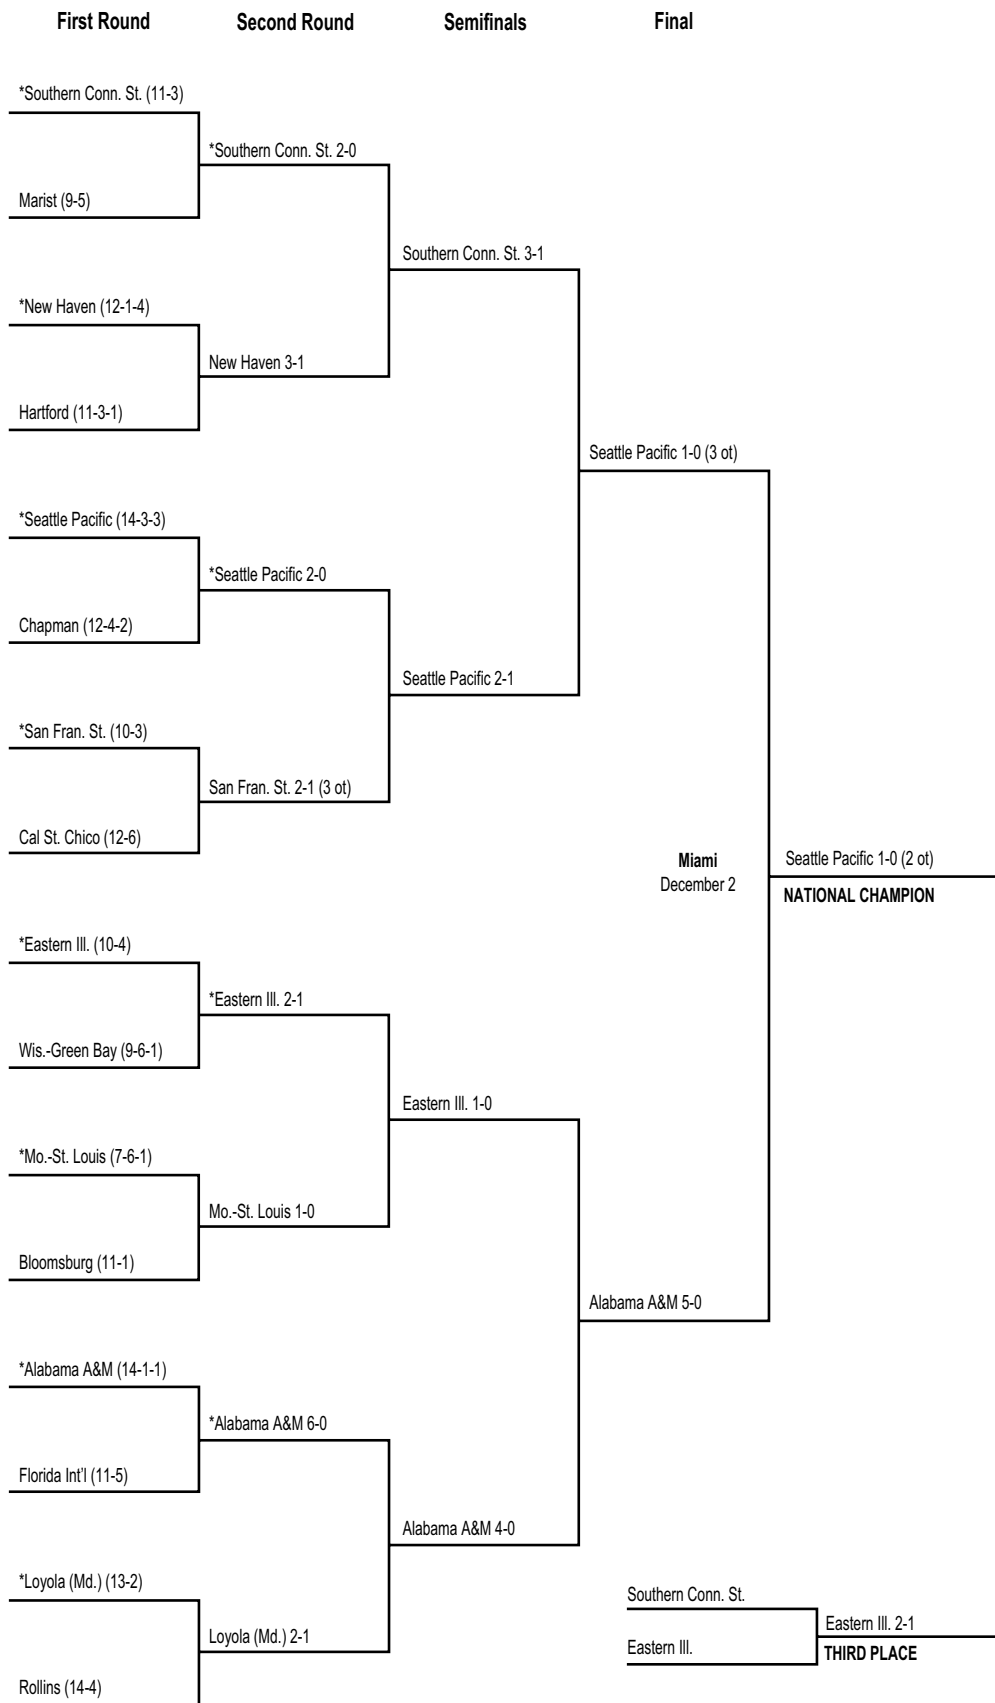 First Round
Second Round
Semifinals
Final
*Southern Conn. St. (11-3)
*Southern Conn. St. 2-0
Marist (9-5)
Southern Conn. St. 3-1
*New Haven (12-1-4)
New Haven 3-1
Hartford (11-3-1)
Seattle Pacific 1-0 (3 ot)
*Seattle Pacific (14-3-3)
*Seattle Pacific 2-0
Chapman (12-4-2)
Seattle Pacific 2-1
*San Fran. St. (10-3)
San Fran. St. 2-1 (3 ot)
Cal St. Chico (12-6)
Miami
December 2
Seattle Pacific 1-0 (2 ot)
NATIONAL CHAMPION
*Eastern Ill. (10-4)
*Eastern Ill. 2-1
Wis.-Green Bay (9-6-1)
Eastern Ill. 1-0
*Mo.-St. Louis (7-6-1)
Mo.-St. Louis 1-0
Bloomsburg (11-1)
Alabama A&M 5-0
*Alabama A&M (14-1-1)
*Alabama A&M 6-0
Florida Int'l (11-5)
Alabama A&M 4-0
*Loyola (Md.) (13-2)
Loyola (Md.) 2-1
Rollins (14-4)
Southern Conn. St.
Eastern Ill. 2-1
Eastern Ill.
THIRD PLACE